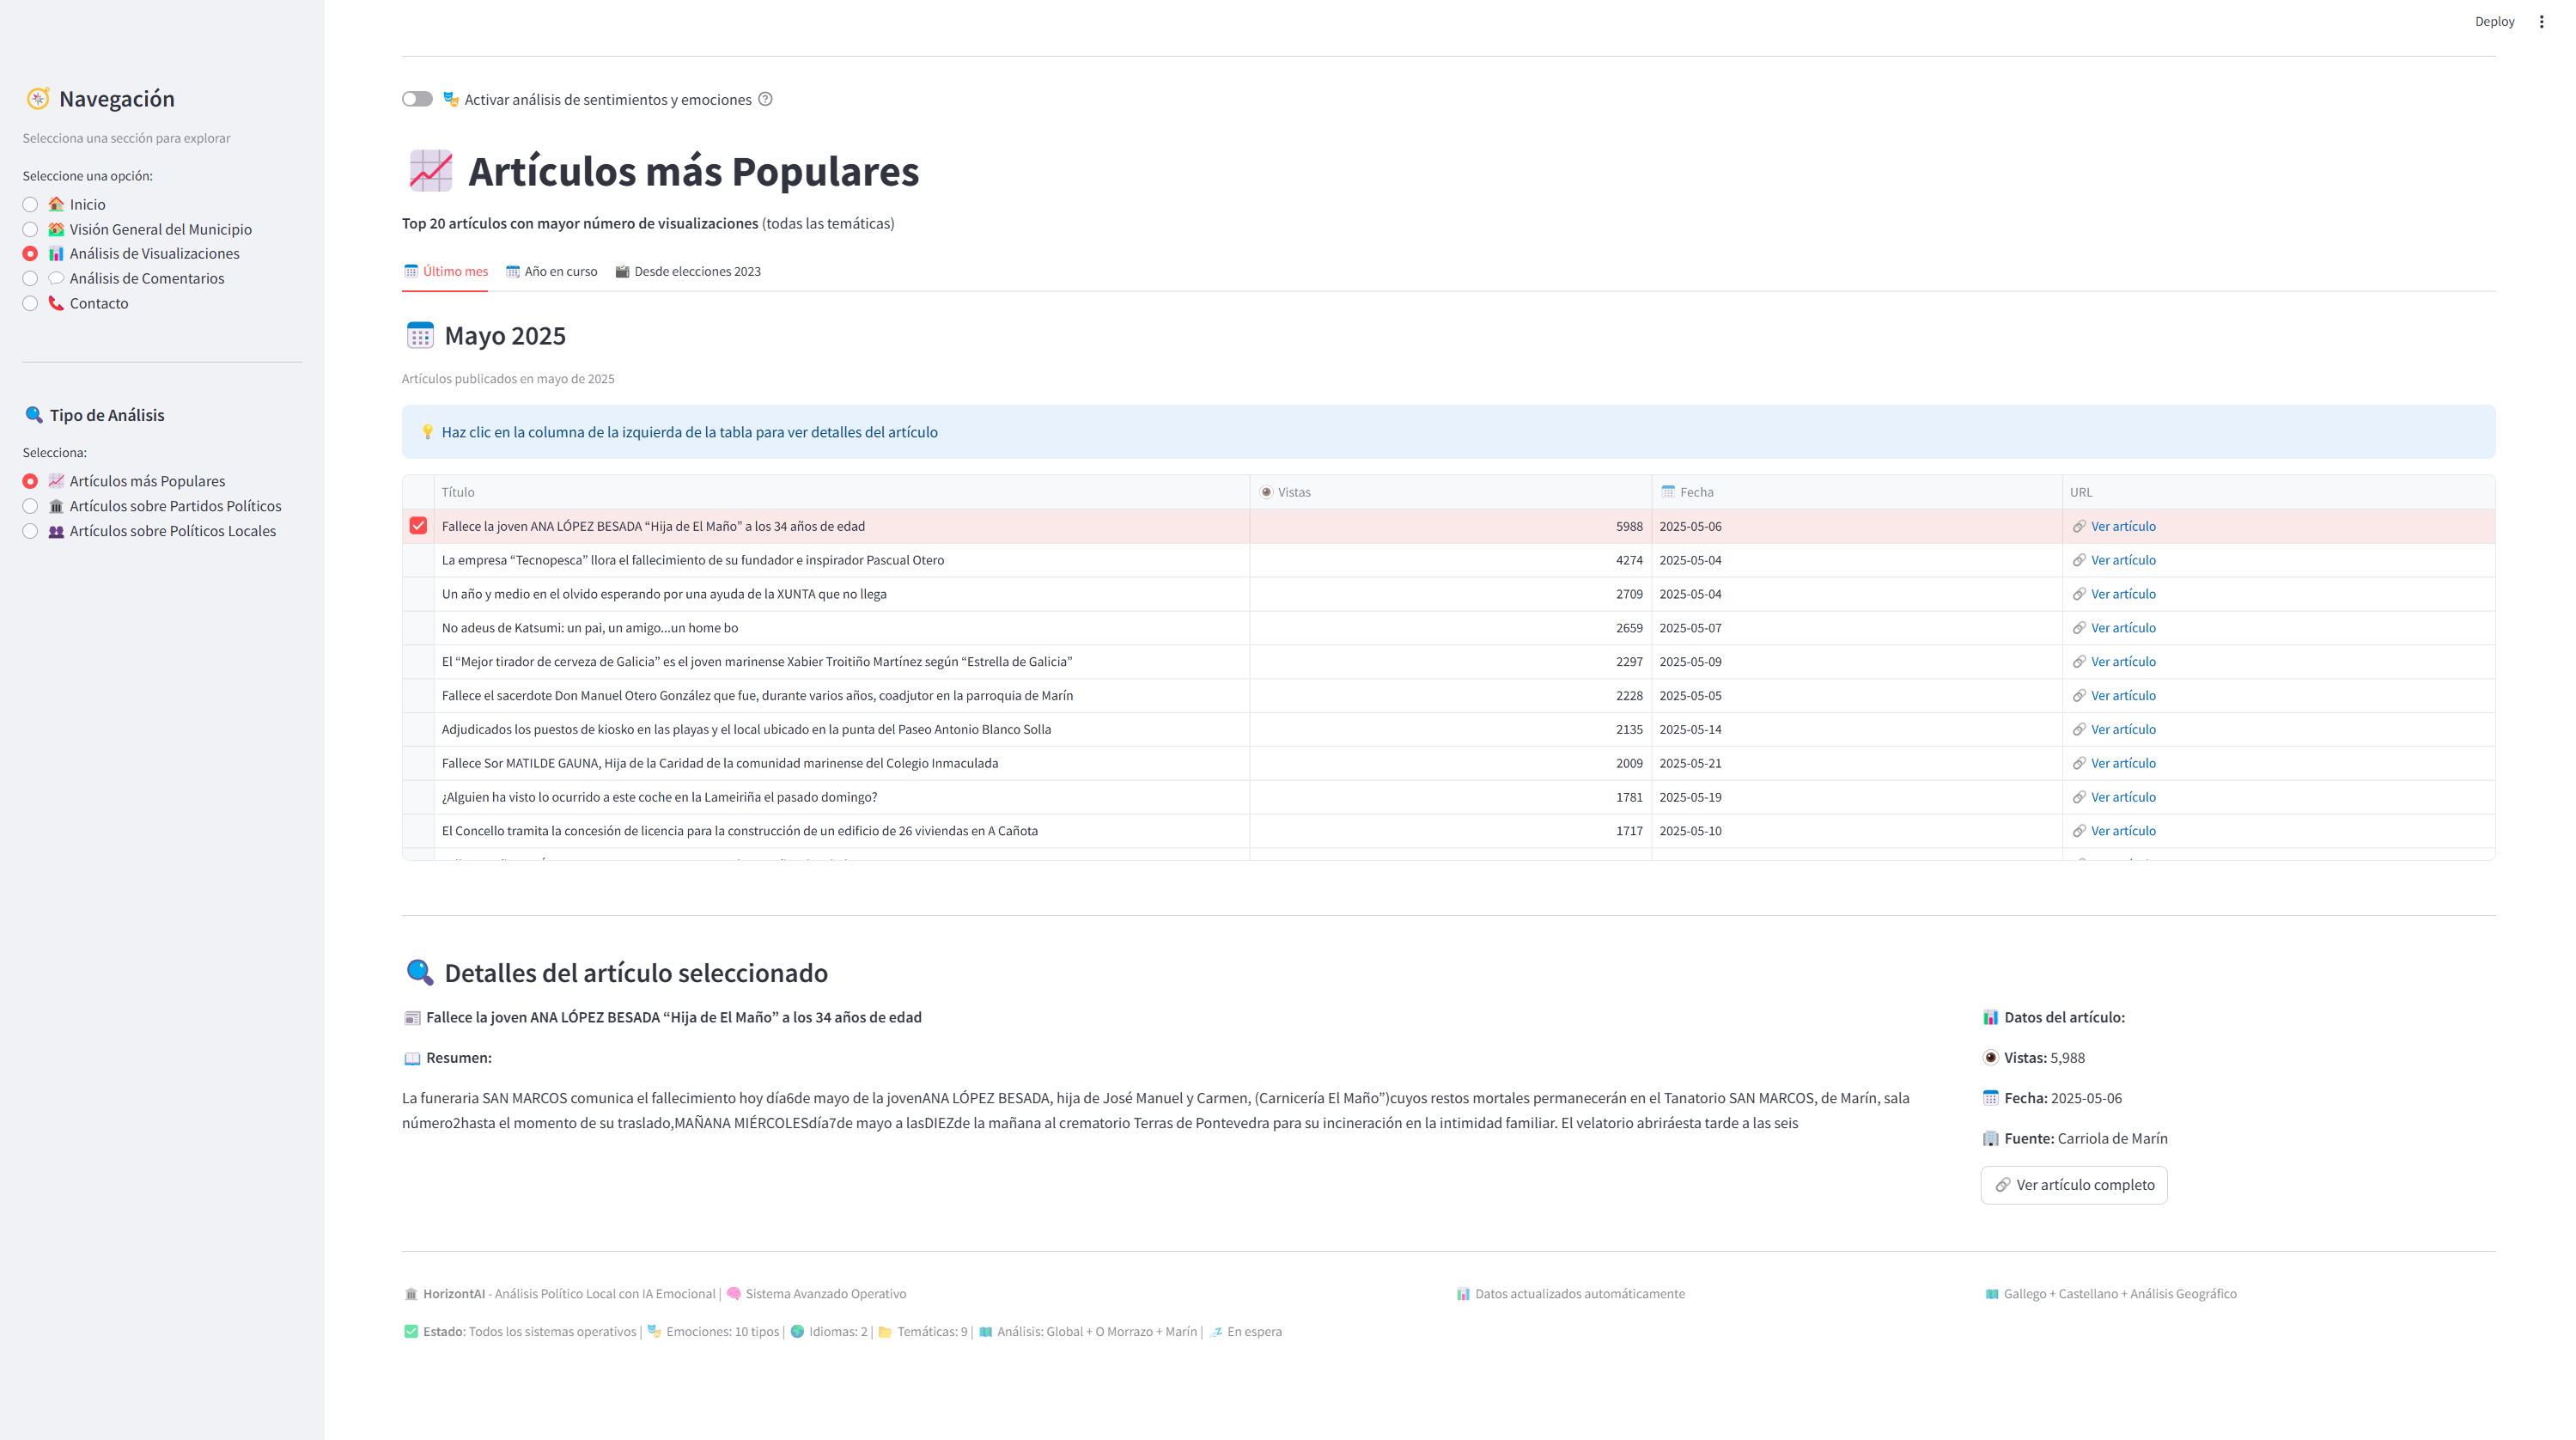 Deploy
Navegación
Selecciona una sección para explorar
Seleccione una opción:
Inicio
Visión General del Municipio
Análisis de Visualizaciones
Análisis de Comentarios
Contacto
Tipo de Análisis
Selecciona:
Artículos más Populares
Artículos sobre Partidos Políticos
Artículos sobre Políticos Locales
Activar análisis de sentimientos y emociones
Artículos más Populares
Top 20 artículos con mayor número de visualizaciones (todas las temáticas)
Último mes Año en curso Desde elecciones 2023
Mayo 2025
Artículos publicados en mayo de 2025
Haz clic en la columna de la izquierda de la tabla para ver detalles del artículo
Título Vistas Fecha URL
Fallece la joven ANA LÓPEZ BESADA “Hija de El Maño” a los 34 años de edad 5988 2025-05-06 Ver artículo
La empresa “Tecnopesca” llora el fallecimiento de su fundador e inspirador Pascual Otero 4274 2025-05-04 Ver artículo
Un año y medio en el olvido esperando por una ayuda de la XUNTA que no llega 2709 2025-05-04 Ver artículo
No adeus de Katsumi: un pai, un amigo...un home bo 2659 2025-05-07 Ver artículo
El “Mejor tirador de cerveza de Galicia” es el joven marinense Xabier Troitiño Martínez según “Estrella de Galicia” 2297 2025-05-09 Ver artículo
Fallece el sacerdote Don Manuel Otero González que fue, durante varios años, coadjutor en la parroquia de Marín 2228 2025-05-05 Ver artículo
Adjudicados los puestos de kiosko en las playas y el local ubicado en la punta del Paseo Antonio Blanco Solla 2135 2025-05-14 Ver artículo
Fallece Sor MATILDE GAUNA, Hija de la Caridad de la comunidad marinense del Colegio Inmaculada 2009 2025-05-21 Ver artículo
¿Alguien ha visto lo ocurrido a este coche en la Lameiriña el pasado domingo? 1781 2025-05-19 Ver artículo
El Concello tramita la concesión de licencia para la construcción de un edificio de 26 viviendas en A Cañota 1717 2025-05-10 Ver artículo
Detalles del artículo seleccionado
Fallece la joven ANA LÓPEZ BESADA “Hija de El Maño” a los 34 años de edad
Resumen:
La funeraria SAN MARCOS comunica el fallecimiento hoy día6de mayo de la jovenANA LÓPEZ BESADA, hija de José Manuel y Carmen, (Carnicería El Maño”)cuyos restos mortales permanecerán en el Tanatorio SAN MARCOS, de Marín, sala
número2hasta el momento de su traslado,MAÑANA MIÉRCOLESdía7de mayo a lasDIEZde la mañana al crematorio Terras de Pontevedra para su incineración en la intimidad familiar. El velatorio abriráesta tarde a las seis
Datos del artículo:
Vistas: 5,988
Fecha: 2025-05-06
Fuente: Carriola de Marín
Ver artículo completo
HorizontAI - Análisis Político Local con IA Emocional | Sistema Avanzado Operativo
Datos actualizados automáticamente
Gallego + Castellano + Análisis Geográfico
Estado: Todos los sistemas operativos | Emociones: 10 tipos | Idiomas: 2 | Temáticas: 9 | Análisis: Global + O Morrazo + Marín | En espera